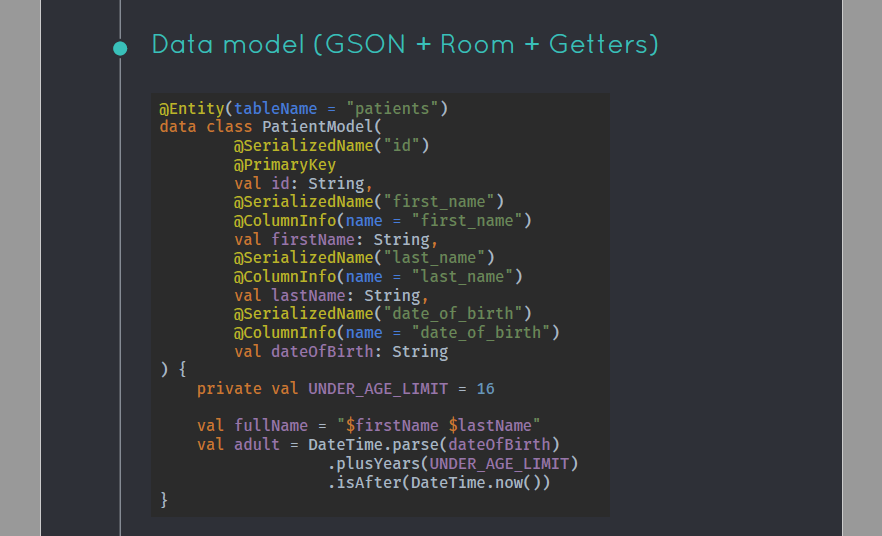 Data model (GSON + Room + Getters)
@Entity(tableName = "patients")
data class PatientModel(
        @SerializedName("id")
        @PrimaryKey
        val id: String,
        @SerializedName("first_name")
        @ColumnInfo(name = "first_name")
        val firstName: String,
        @SerializedName("last_name")
        @ColumnInfo(name = "last_name")
        val lastName: String,
        @SerializedName("date_of_birth")
        @ColumnInfo(name = "date_of_birth")
        val dateOfBirth: String
) {
    private val UNDER_AGE_LIMIT = 16
    val fullName = "$firstName $lastName"
    val adult = DateTime.parse(dateOfBirth)
                  .plusYears(UNDER_AGE_LIMIT)
                  .isAfter(DateTime.now())
}